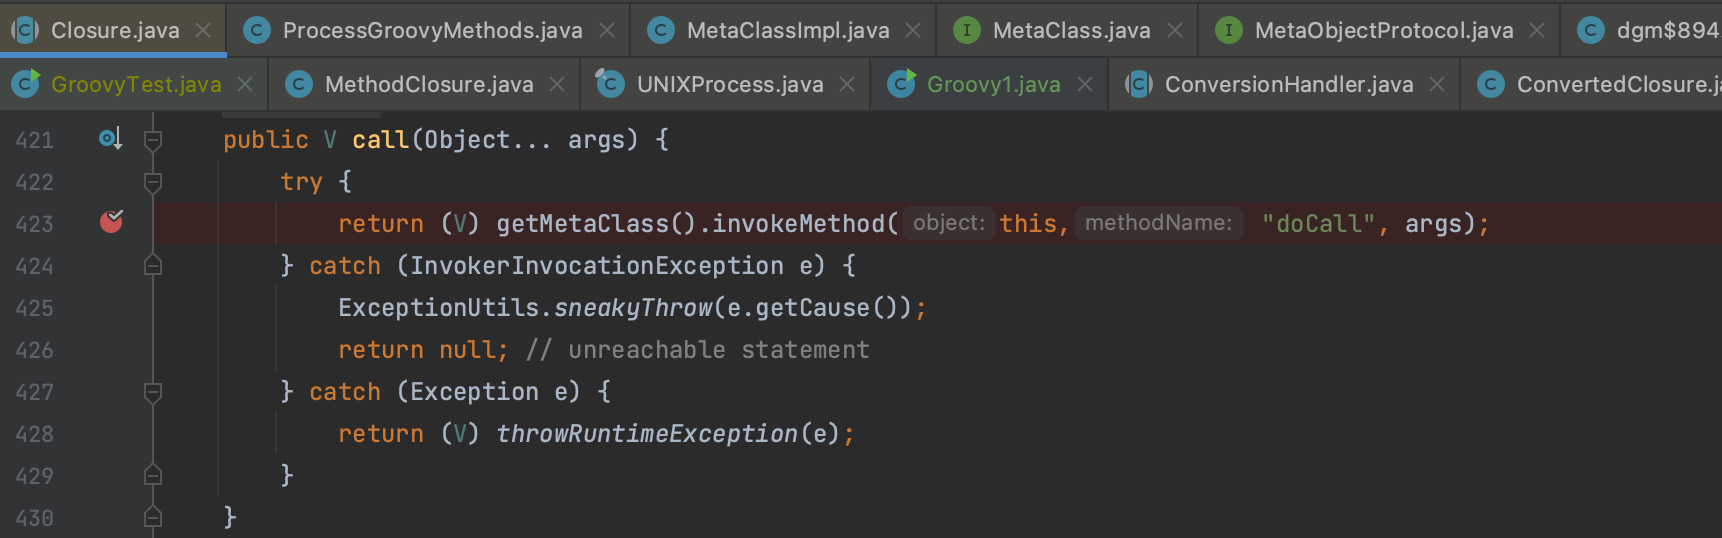 Closure.java ProcessGroovyMethods.java MetaClassImpl.java MetaClass.java MetaObjectProtocol.java dgm$894
GroovyTest.java MethodClosure.java UNIXProcess.java Groovy1.java ConversionHandler.java ConvertedClosure.j
421 public V call(Object... args) {
422 try {
423 return (V) getMetaClass().invokeMethod( object: this, methodName: "doCall", args);
424 } catch (InvokerInvocationException e) {
425 ExceptionUtils.sneakyThrow(e.getCause());
426 return null; // unreachable statement
427 } catch (Exception e) {
428 return (V) throwRuntimeException(e);
429 }
430 }